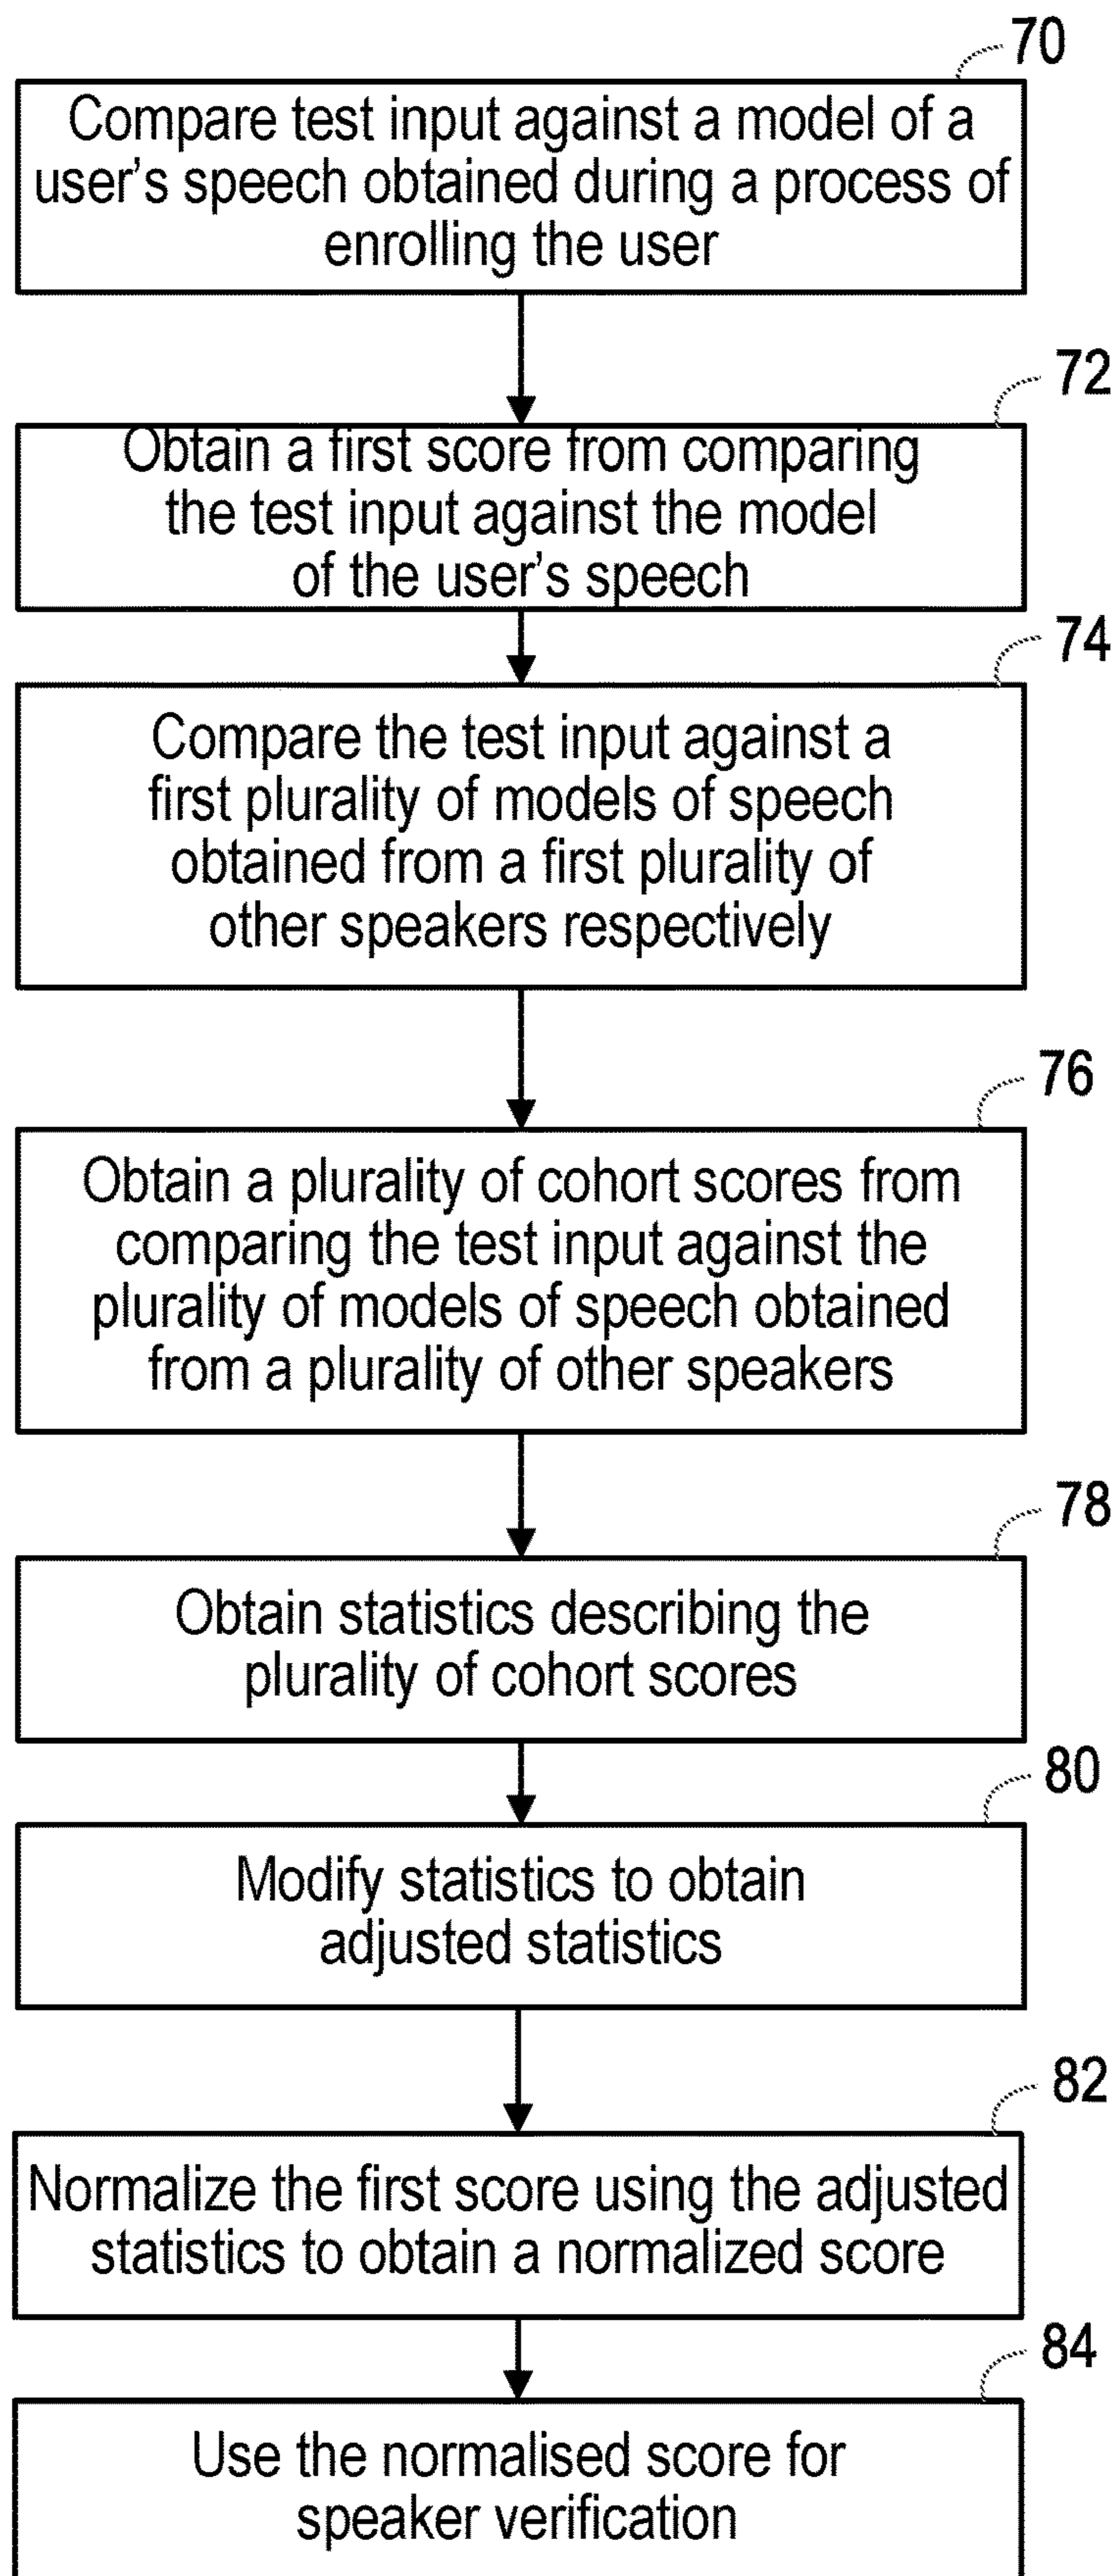 70
Compare test input against a model of a
user's speech obtained during a process of
enrolling the user
72
Obtain a first score from comparing
the test input against the model
of the user's speech
74
Compare the test input against a
first plurality of models of speech
obtained from a first plurality of
other speakers respectively
76
Obtain a plurality of cohort scores from
comparing the test input against the
plurality of models of speech obtained
from a plurality of other speakers
78
Obtain statistics describing the
plurality of cohort scores
80
Modify statistics to obtain
adjusted statistics
82
Normalize the first score using the adjusted
statistics to obtain a normalized score
84
Use the normalised score for
speaker verification